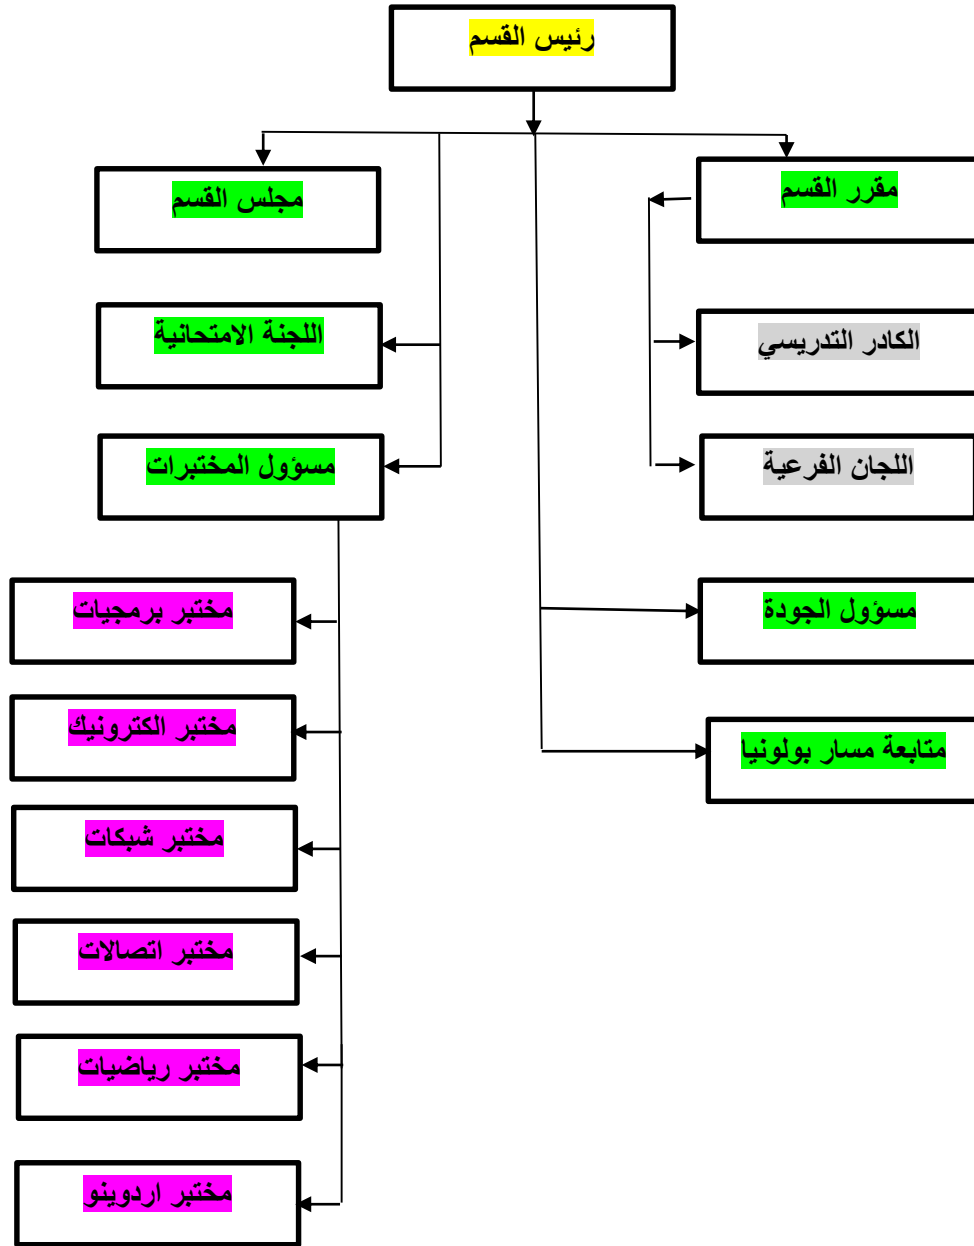 رئيس القسم
مقرر القسم
مجلس القسم
الكادر التدريسي
اللجنة الامتحانية
اللجان الفرعية
مسؤول المختبرات
مسؤول الجودة
مختبر برمجيات
متابعة مسار بولونيا
مختبر الكترونيك
مختبر شبكات
مختبر اتصالات
مختبر رياضيات
مختبر اردوينو